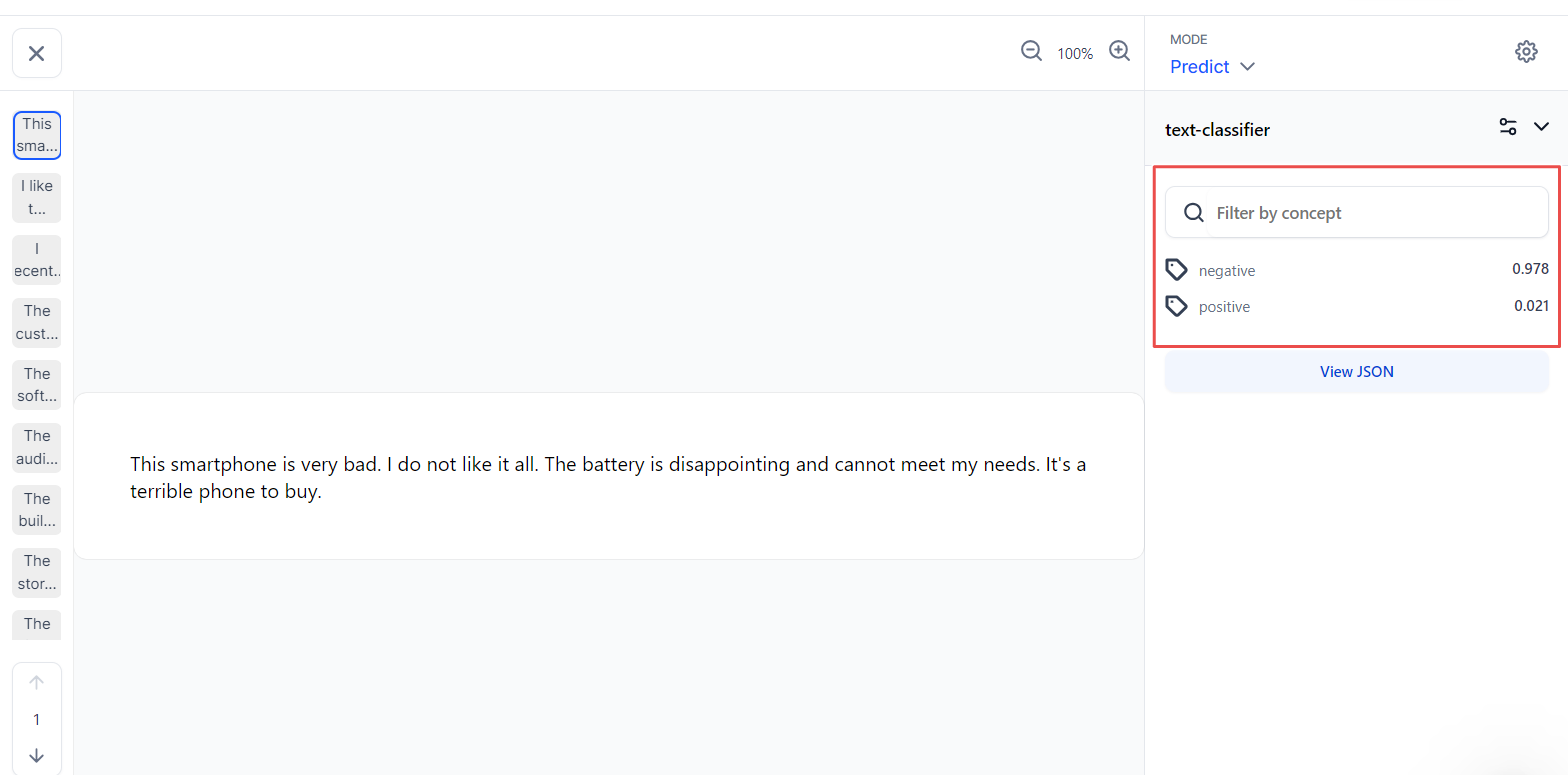 100%
MODE
Predict
This
sma...
I like
t...
I
ecent..
The
cust...
The
soft...
The
audi...
The
buil...
The
stor...
The
1
This smartphone is very bad. I do not like it all. The battery is disappointing and cannot meet my needs. It's a
terrible phone to buy.
text-classifier
Filter by concept
negative 0.978
positive 0.021
View JSON